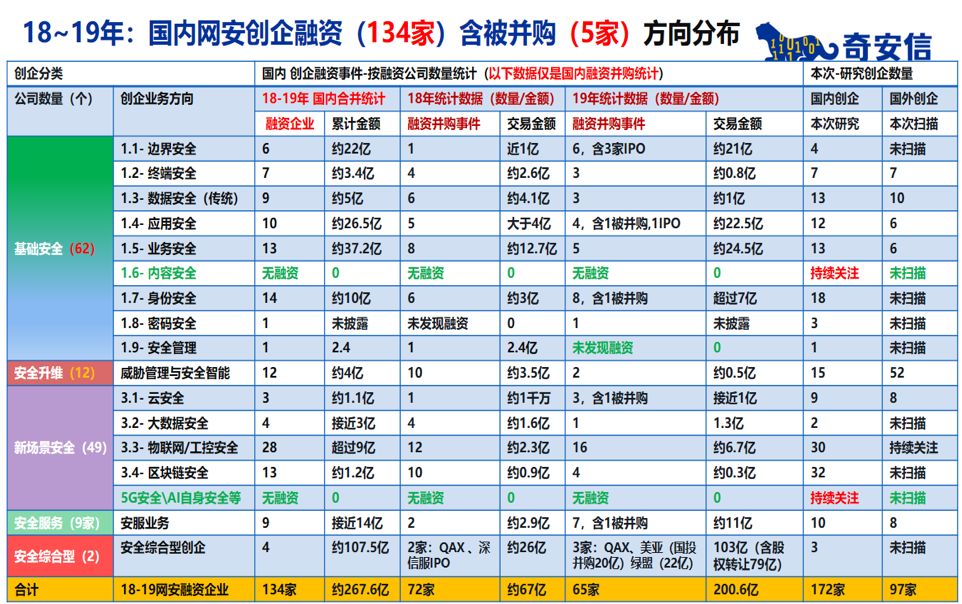 18~19年：国内网安创企融资（134家）含被并购（5家）方向分布
奇安信
创企分类 国内 创企融资事件-按融资公司数量统计（以下数据仅是国内融资并购统计） 本次-研究创企数量
公司数量（个） 创企业务方向 18-19年 国内合并统计 18年统计数据（数量/金额） 19年统计数据（数量/金额） 国内创企 国外创企
融资企业 累计金额 融资并购事件 交易金额 融资并购事件 交易金额 本次研究 本次扫描
基础安全（62）
1.1- 边界安全 6 约22亿 1 近1亿 6，含3家IPO 约21亿 4 未扫描
1.2- 终端安全 7 约3.4亿 4 约2.6亿 3 约0.8亿 7 7
1.3- 数据安全（传统） 9 约5亿 6 约4.1亿 3 约1亿 13 10
1.4- 应用安全 10 约26.5亿 5 大于4亿 4，含1被并购,1IPO 约22.5亿 12 6
1.5- 业务安全 13 约37.2亿 8 约12.7亿 5 约24.5亿 13 6
1.6- 内容安全 无融资 0 无融资 0 无融资 0 持续关注 未扫描
1.7- 身份安全 14 约10亿 6 约3亿 8，含1被并购 超过7亿 18 未扫描
1.8- 密码安全 1 未披露 未发现融资 0 1 未披露 3 未扫描
1.9- 安全管理 1 2.4 1 2.4亿 未发现融资 0 1 未扫描
安全升维（12） 威胁管理与安全智能 12 约4亿 10 约3.5亿 2 约0.5亿 15 52
新场景安全（49）
3.1- 云安全 3 约1.1亿 1 约1千万 3，含1被并购 接近1亿 9 8
3.2- 大数据安全 4 接近3亿 4 约1.6亿 1 1.3亿 2 未扫描
3.3- 物联网/工控安全 28 超过9亿 12 约2.3亿 16 约6.7亿 30 持续关注
3.4- 区块链安全 13 约1.2亿 10 约0.9亿 4 约0.3亿 32 未扫描
5G安全\AI自身安全等 无融资 0 无融资 0 无融资 0 持续关注 未扫描
安全服务（9家） 安服业务 9 接近14亿 2 约2.9亿 7，含1被并购 约11亿 10 8
安全综合型（2） 安全综合型创企 4 约107.5亿 2家：QAX 、深信服IPO 约26亿 3家：QAX、美亚（国投并购20亿）绿盟（22亿） 103亿（含股权转让79亿） 3 未扫描
合计 18-19网安融资企业 134家 约267.6亿 72家 约67亿 65家 200.6亿 172家 97家